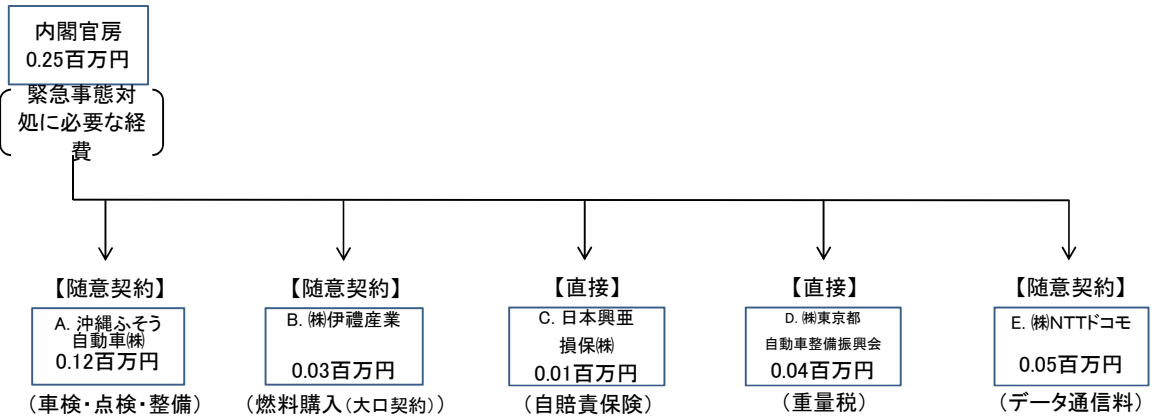 内閣官房
0.25百万円
緊急事態対
処に必要な経
費
【随意契約】
A. 沖縄ふそう
自動車㈱
0.12百万円
(車検・点検・整備)
【随意契約】
B. ㈱伊禮産業
0.03百万円
(燃料購入(大口契約))
【直接】
C. 日本興亜
損保㈱
0.01百万円
(自賠責保険)
【直接】
D. ㈱東京都
自動車整備振興会
0.04百万円
(重量税)
【随意契約】
E. ㈱NTTドコモ
0.05百万円
(データ通信料)